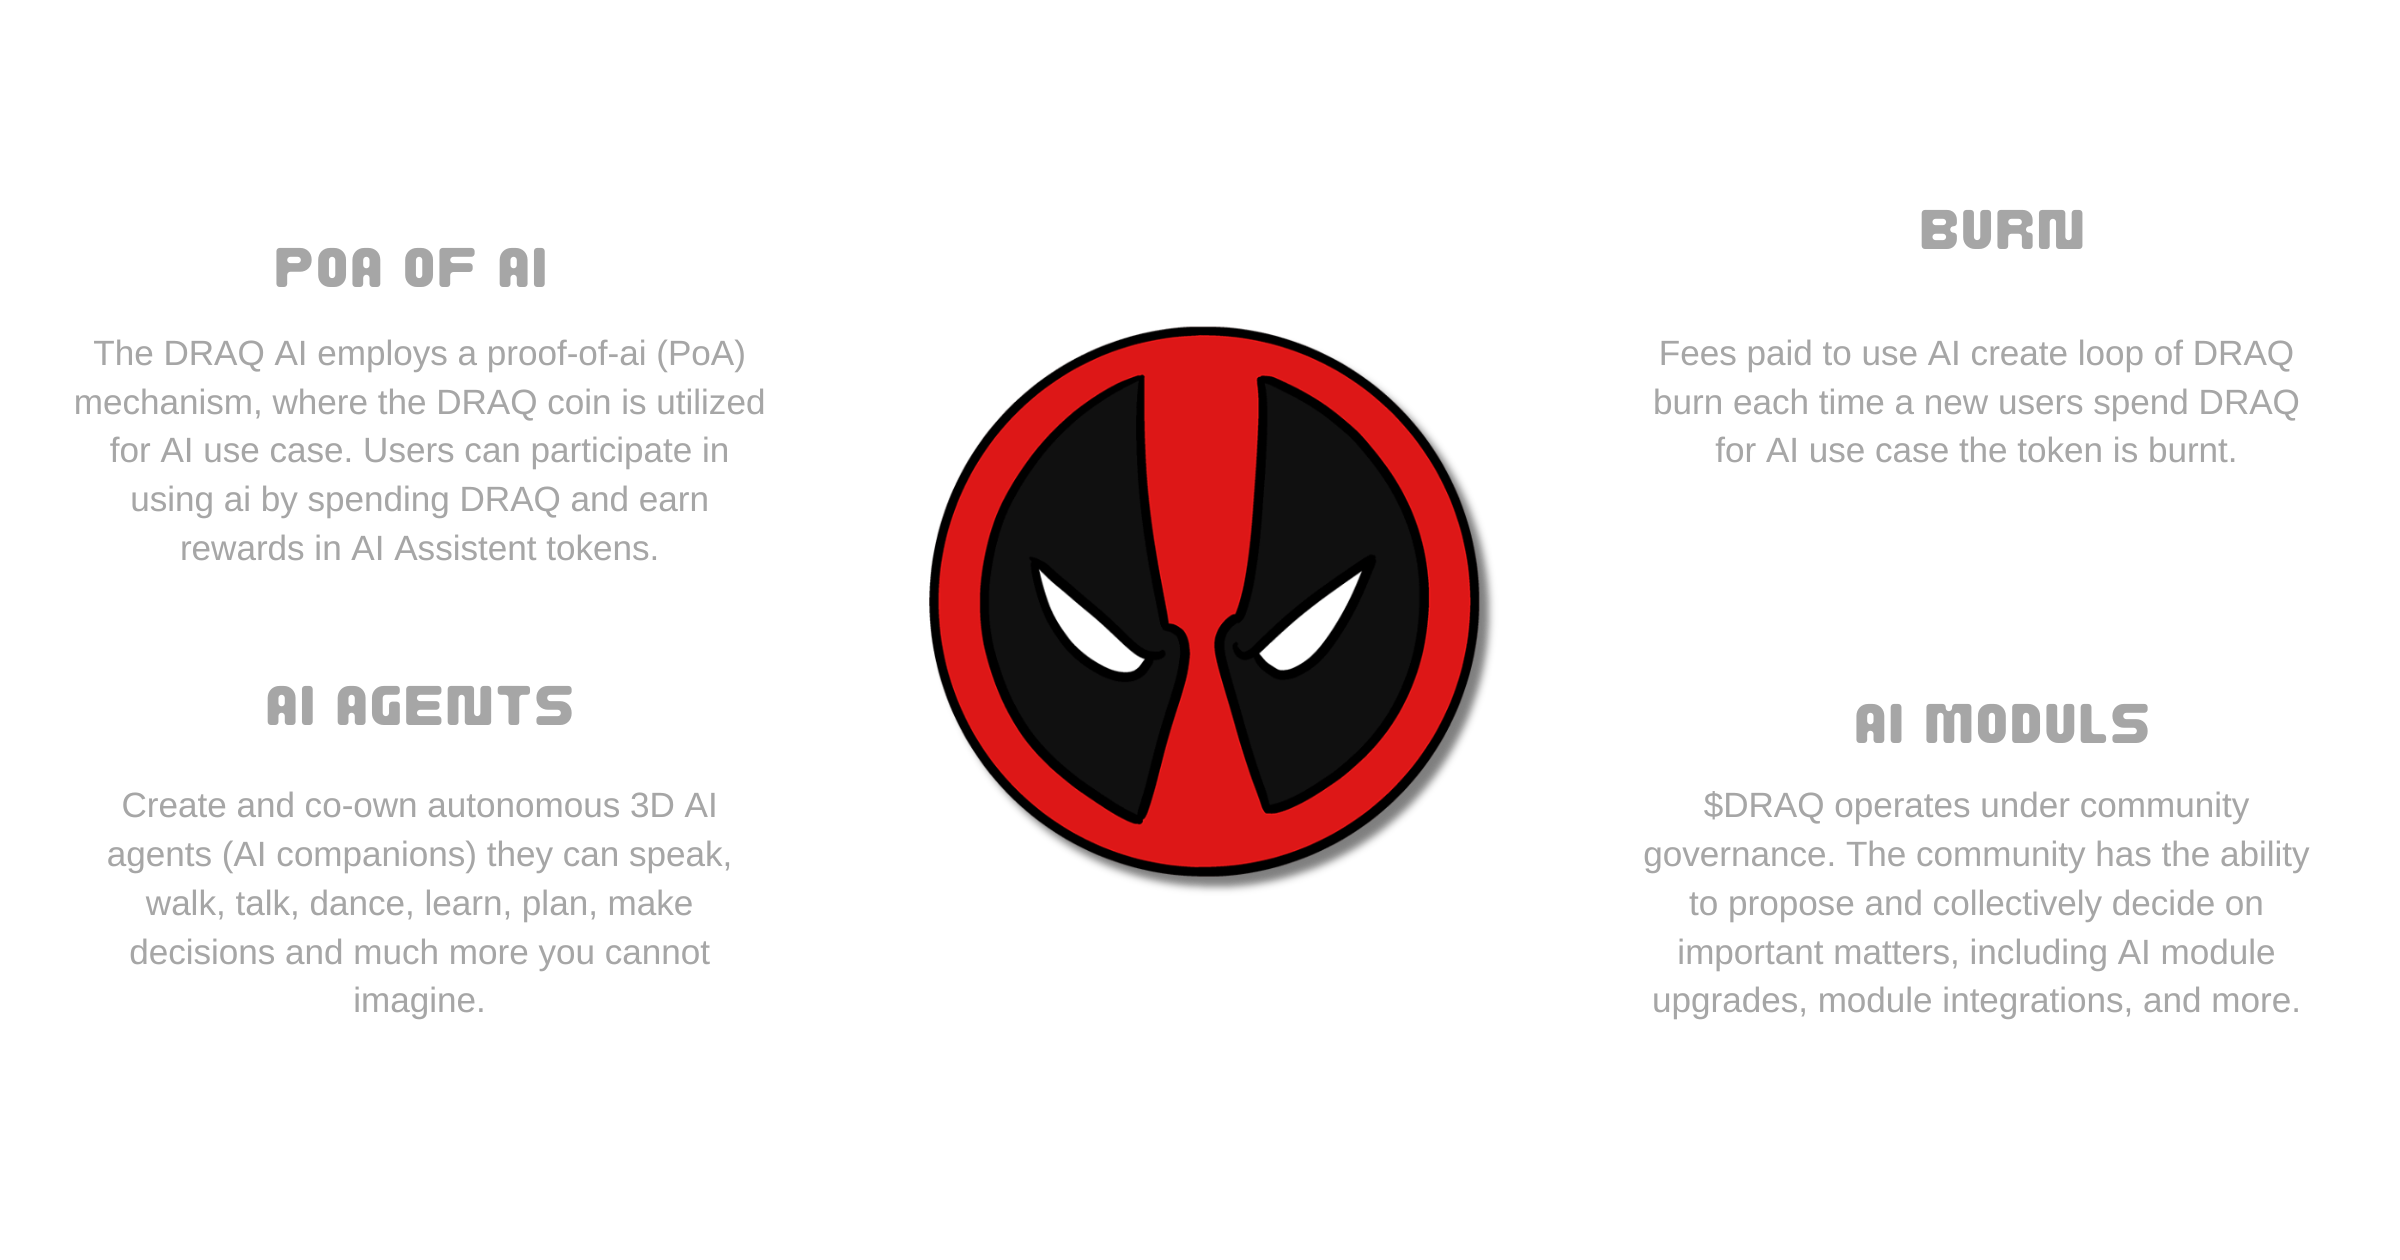 POA OF AI
The DRAQ AI employs a proof-of-ai (PoA)
mechanism, where the DRAQ coin is utilized
for AI use case. Users can participate in
using ai by spending DRAQ and earn
rewards in AI Assistent tokens.
AI AGENTS
Create and co-own autonomous 3D AI
agents (AI companions) they can speak,
walk, talk, dance, learn, plan, make
decisions and much more you cannot
imagine.
BURN
Fees paid to use AI create loop of DRAQ
burn each time a new users spend DRAQ
for AI use case the token is burnt.
AI MODULS
$DRAQ operates under community
governance. The community has the ability
to propose and collectively decide on
important matters, including AI module
upgrades, module integrations, and more.